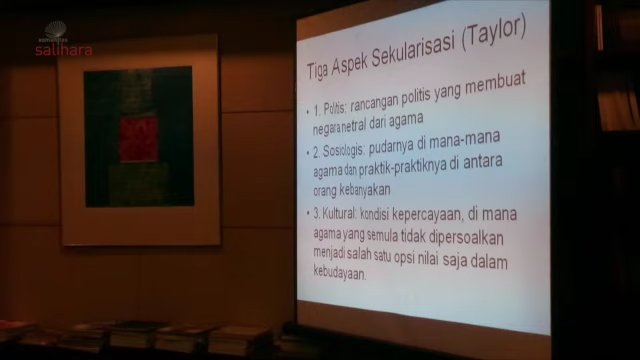 komunitas
salihara
Tiga Aspek Sekularisasi (Taylor)
• 1. Politis: rancangan politis yang membuat
negara netral dari agama
• 2. Sosiologis: pudarnya di mana-mana
agama dan praktik-praktiknya di antara
orang kebanyakan
• 3. Kultural: kondisi kepercayaan, di mana
agama yang semula tidak dipersoalkan
menjadi salah satu opsi nilai saja dalam
kebudayaan.